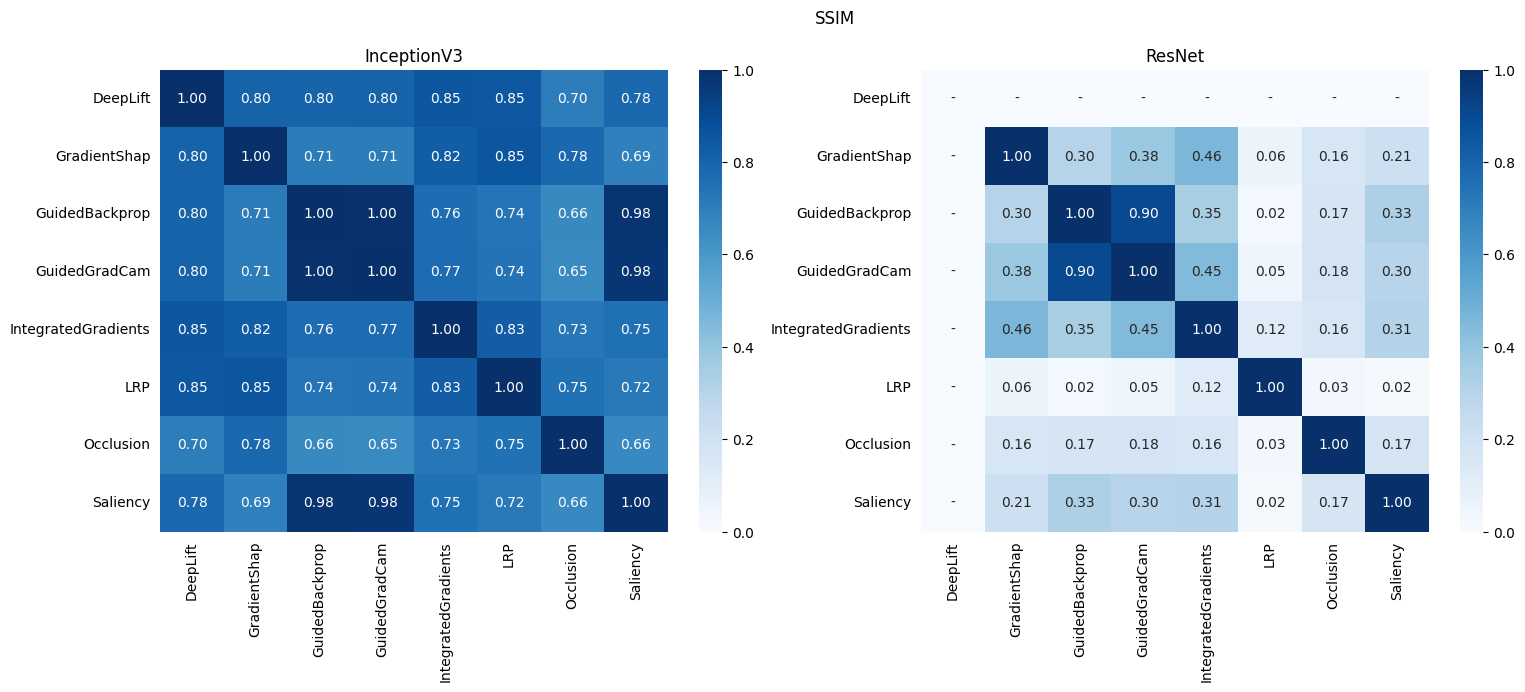 SSIM
InceptionV3
DeepLift 1.00 0.80 0.80 0.80 0.85 0.85 0.70 0.78
GradientShap 0.80 1.00 0.71 0.71 0.82 0.85 0.78 0.69
GuidedBackprop 0.80 0.71 1.00 1.00 0.76 0.74 0.66 0.98
GuidedGradCam 0.80 0.71 1.00 1.00 0.77 0.74 0.65 0.98
IntegratedGradients 0.85 0.82 0.76 0.77 1.00 0.83 0.73 0.75
LRP 0.85 0.85 0.74 0.74 0.83 1.00 0.75 0.72
Occlusion 0.70 0.78 0.66 0.65 0.73 0.75 1.00 0.66
Saliency 0.78 0.69 0.98 0.98 0.75 0.72 0.66 1.00
DeepLift GradientShap GuidedBackprop GuidedGradCam IntegratedGradients LRP Occlusion Saliency
1.0
0.8
0.6
0.4
0.2
0.0
ResNet
DeepLift - - - - - - - -
GradientShap - 1.00 0.30 0.38 0.46 0.06 0.16 0.21
GuidedBackprop - 0.30 1.00 0.90 0.35 0.02 0.17 0.33
GuidedGradCam - 0.38 0.90 1.00 0.45 0.05 0.18 0.30
IntegratedGradients - 0.46 0.35 0.45 1.00 0.12 0.16 0.31
LRP - 0.06 0.02 0.05 0.12 1.00 0.03 0.02
Occlusion - 0.16 0.17 0.18 0.16 0.03 1.00 0.17
Saliency - 0.21 0.33 0.30 0.31 0.02 0.17 1.00
DeepLift GradientShap GuidedBackprop GuidedGradCam IntegratedGradients LRP Occlusion Saliency
1.0
0.8
0.6
0.4
0.2
0.0